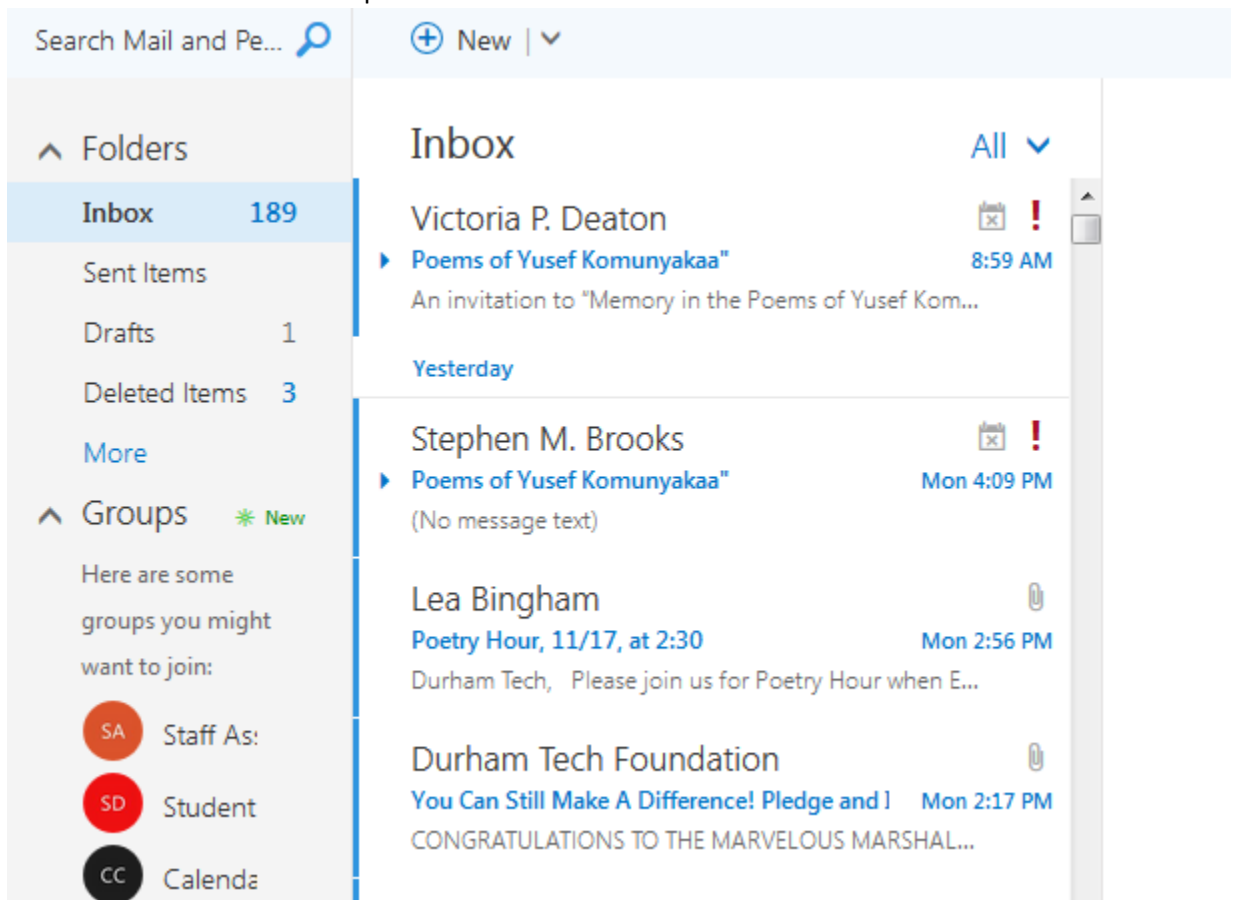 Search Mail and Pe...
New
Folders
Inbox 189
Sent Items
Drafts 1
Deleted Items 3
More
Groups New
Here are some
groups you might
want to join:
SA Staff Ass
SD Student
CC Calenda
Inbox All
Victoria P. Deaton
Poems of Yusef Komunyakaa" 8:59 AM
An invitation to “Memory in the Poems of Yusef Kom...
Yesterday
Stephen M. Brooks
Poems of Yusef Komunyakaa" Mon 4:09 PM
(No message text)
Lea Bingham
Poetry Hour, 11/17, at 2:30 Mon 2:56 PM
Durham Tech, Please join us for Poetry Hour when E...
Durham Tech Foundation
You Can Still Make A Difference! Pledge and Mon 2:17 PM
CONGRATULATIONS TO THE MARVELOUS MARSHAL...